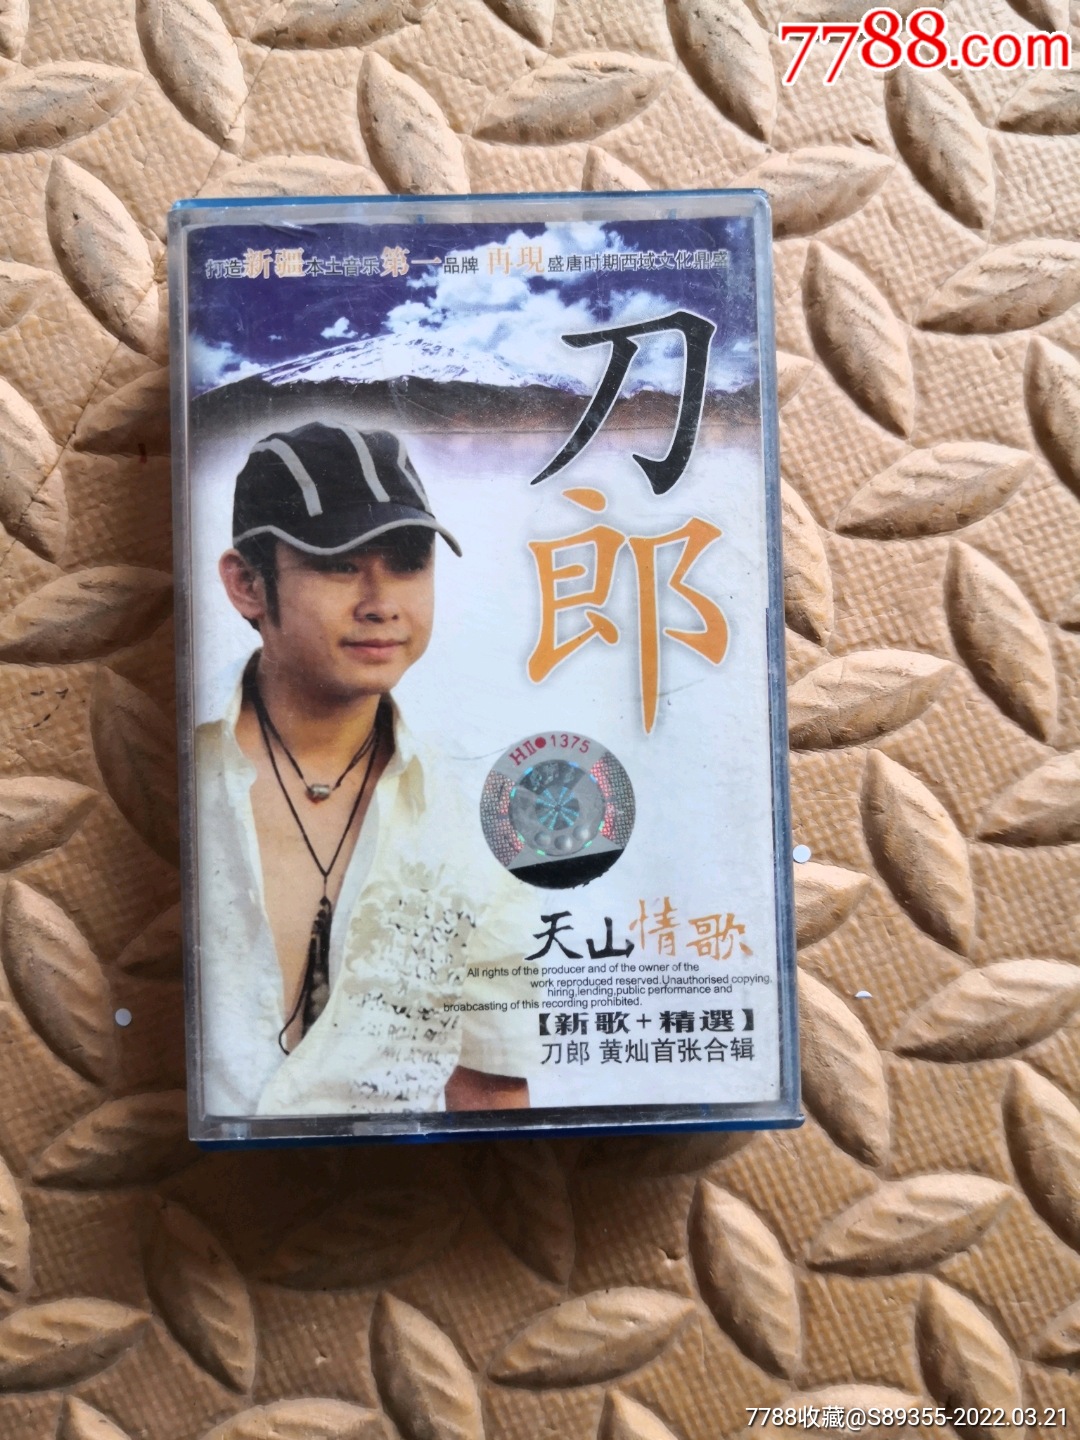 7788.com
打造新疆本土音乐第一品牌 再現盛唐时期西域文化鼎盛
刀郎
HⅡ●1375
天山情歌
All rights of the producer and of the owner of the
work reproduced reserved.Unauthorised copying,
hiring,lending,public performance and
broabcasting of this recording prohibited.
【新歌+精選】
刀郎 黄灿首张合辑
7788收藏@S89355-2022.03.21